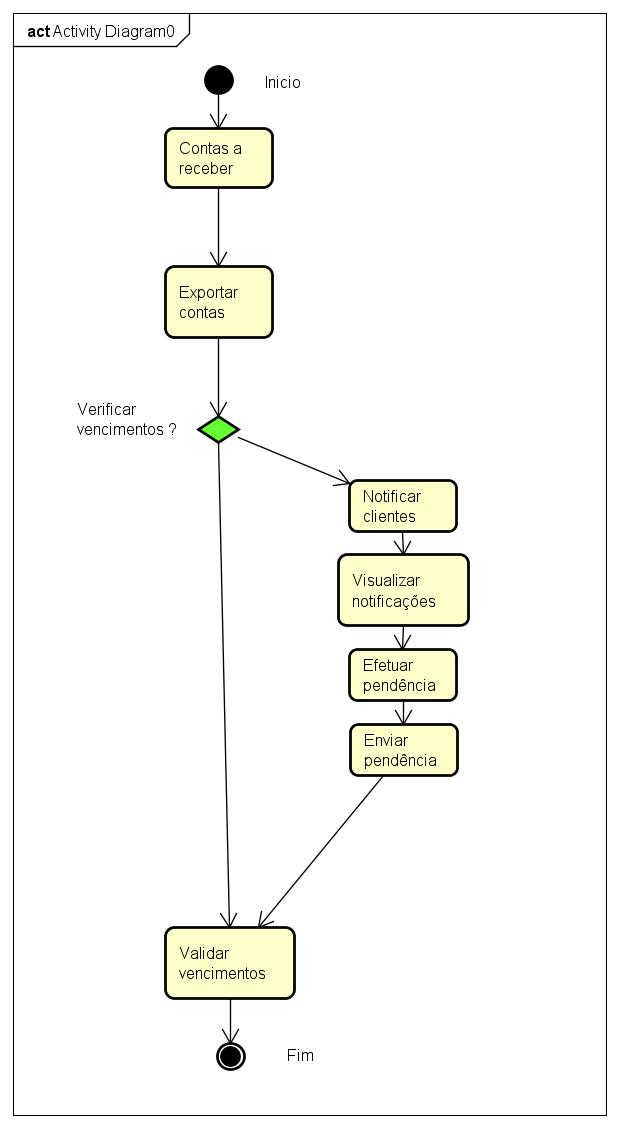 act Activity Diagram0
Inicio
Contas a
receber
Exportar
contas
Verificar
vencimentos ?
Notificar
clientes
Visualizar
notificações
Efetuar
pendência
Enviar
pendência
Validar
vencimentos
Fim